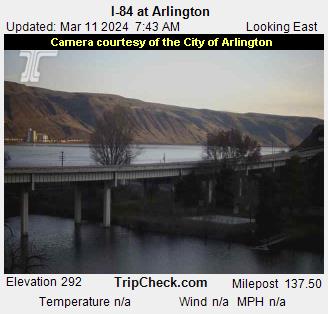 I-84 at Arlington
Updated: Mar 11 2024 7:43 AM Looking East
Camera courtesy of the City of Arlington
Elevation 292 TripCheck.com Milepost 137.50
Temperature n/a Wind n/a MPH n/a